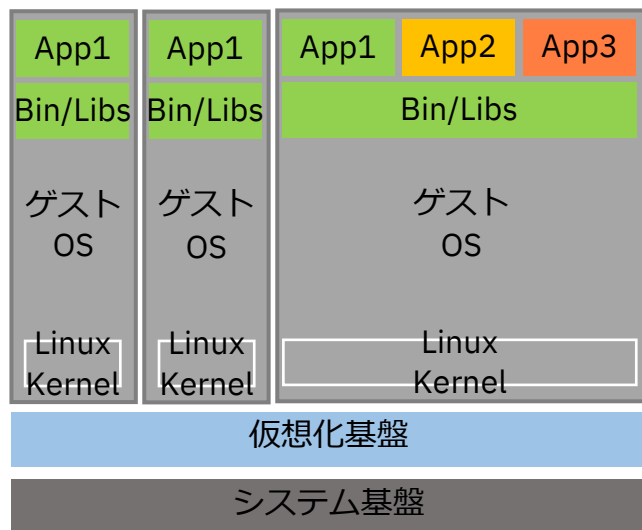 App1
Bin/Libs
ゲスト
OS
Linux
Kernel
App1
Bin/Libs
ゲスト
OS
Linux
Kernel
App1
App2
App3
Bin/Libs
ゲスト
OS
Linux
Kernel
仮想化基盤
システム基盤